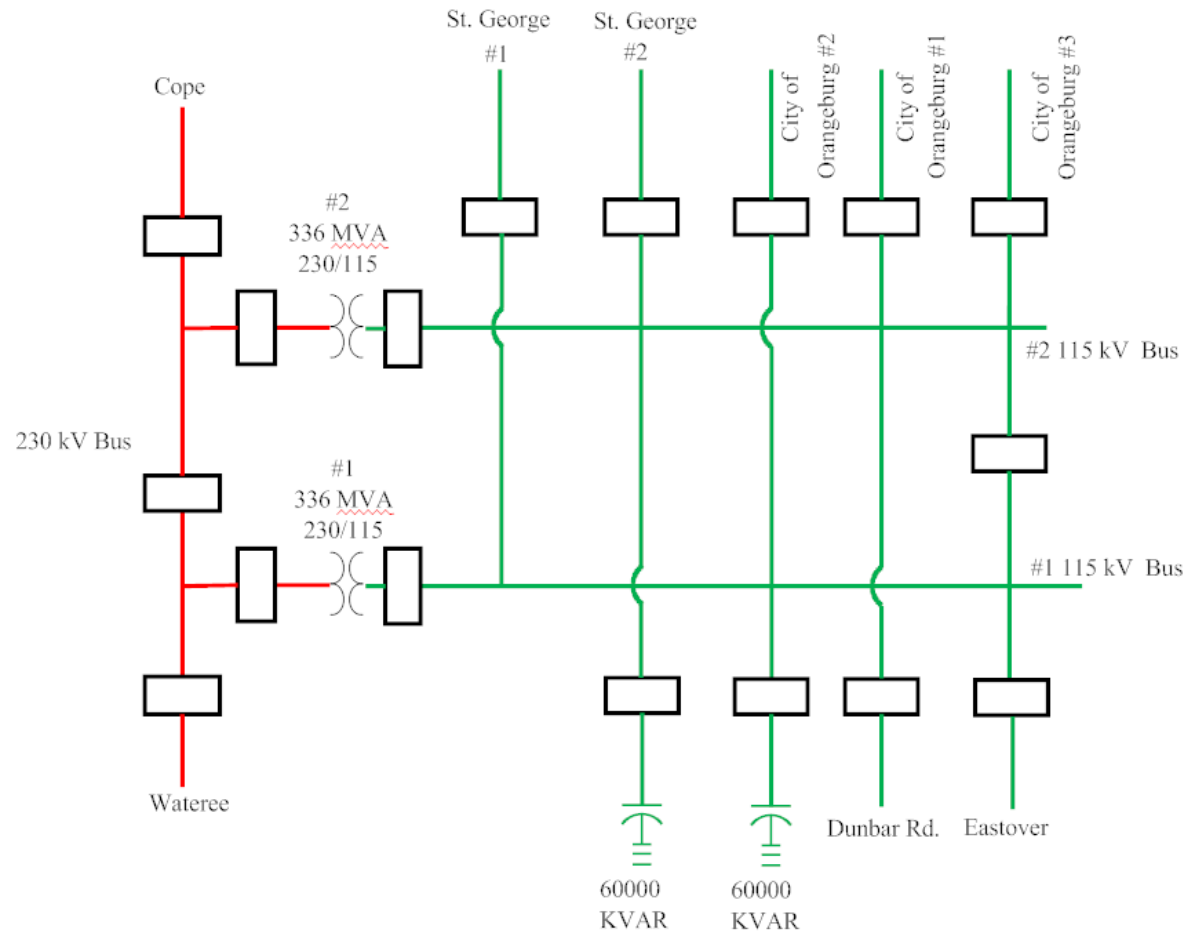 St. George
#1
St. George
#2
City of
Orangeburg #2
City of
Orangeburg #1
City of
Orangeburg #3
Cope
#2
336 MVA
230/115
#2 115 kV Bus
230 kV Bus
#1
336 MVA
230/115
#1 115 kV Bus
Wateree
Dunbar Rd.
Eastover
60000
KVAR
60000
KVAR